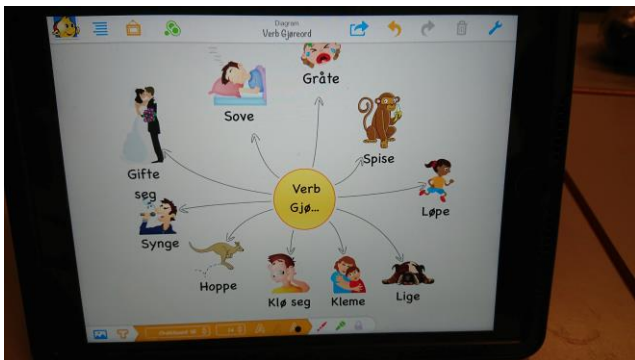 Diagram
Verb Gjøreord
Gråte
Sove
Spise
Gifte
seg
Verb
Gjø...
Løpe
Synge
Hoppe
Klø seg
Kleme
Lige